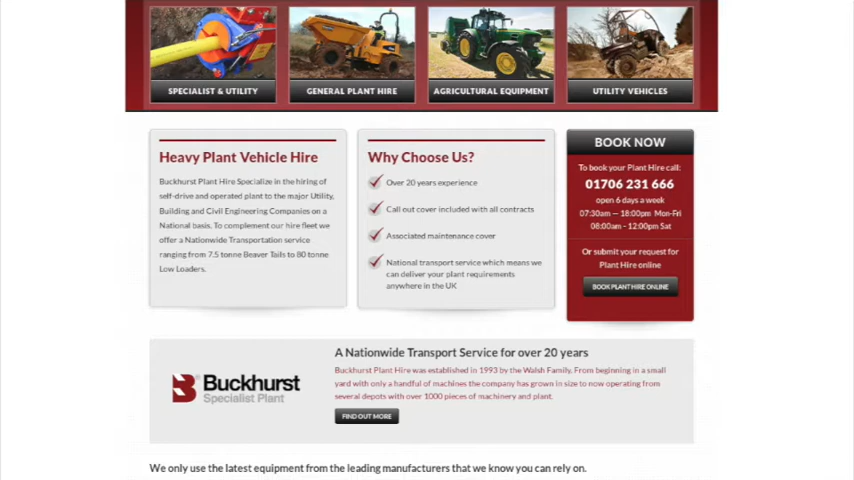 SPECIALIST & UTILITY
GENERAL PLANT HIRE
AGRICULTURAL EQUIPMENT
UTILITY VEHICLES
Heavy Plant Vehicle Hire
Buckhurst Plant Hire Specialize in the hiring of
self-drive and operated plant to the major Utility,
Building and Civil Engineering Companies on a
National basis. To complement our hire fleet we
offer a Nationwide Transportation service
ranging from 7.5 tonne Beaver Tails to 80 tonne
Low Loaders.
Why Choose Us?
Over 20 years experience
Call out cover included with all contracts
Associated maintenance cover
National transport service which means we
can deliver your plant requirements
anywhere in the UK
BOOK NOW
To book your Plant Hire call:
01706 231 666
open 6 days a week
07:30am — 18:00pm Mon-Fri
08:00am - 12:00pm Sat
Or submit your request for
Plant Hire online
BOOK PLANT HIRE ONLINE
Buckhurst
Specialist Plant
A Nationwide Transport Service for over 20 years
Buckhurst Plant Hire was established in 1993 by the Walsh Family. From beginning in a small
yard with only a handful of machines the company has grown in size to now operating from
several depots with over 1000 pieces of machinery and plant.
FIND OUT MORE
We only use the latest equipment from the leading manufacturers that we know you can rely on.